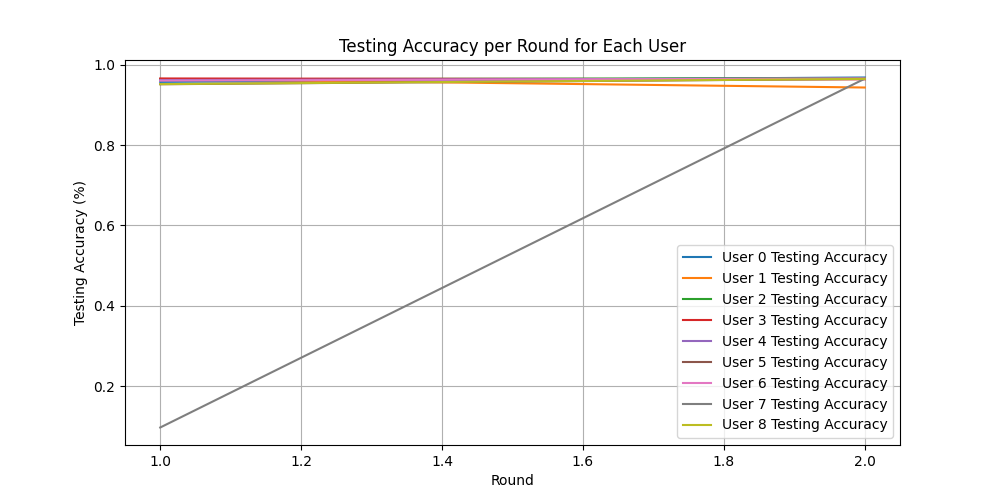 Testing Accuracy per Round for Each User
Testing Accuracy (%)
1.0
0.8
0.6
0.4
0.2
1.0 1.2 1.4 1.6 1.8 2.0
Round
User 0 Testing Accuracy
User 1 Testing Accuracy
User 2 Testing Accuracy
User 3 Testing Accuracy
User 4 Testing Accuracy
User 5 Testing Accuracy
User 6 Testing Accuracy
User 7 Testing Accuracy
User 8 Testing Accuracy